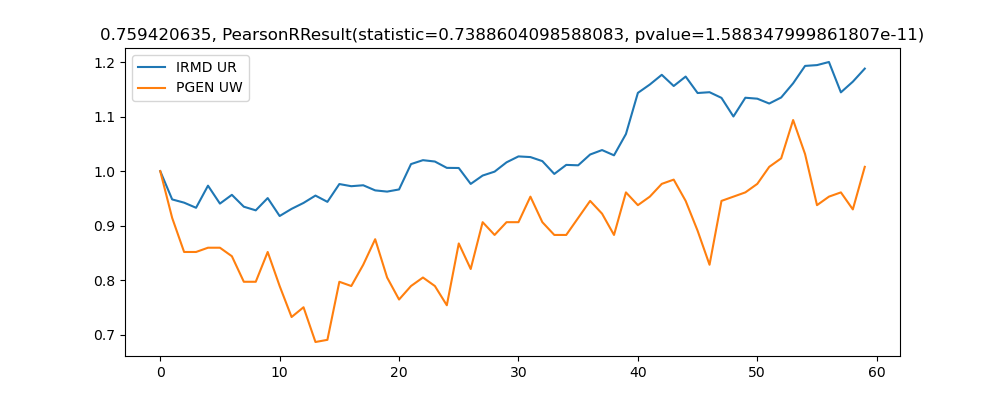 0.759420635, PearsonRResult(statistic=0.7388604098588083, pvalue=1.588347999861807e-11)
IRMD UR
PGEN UW
1.2
1.1
1.0
0.9
0.8
0.7
0 10 20 30 40 50 60